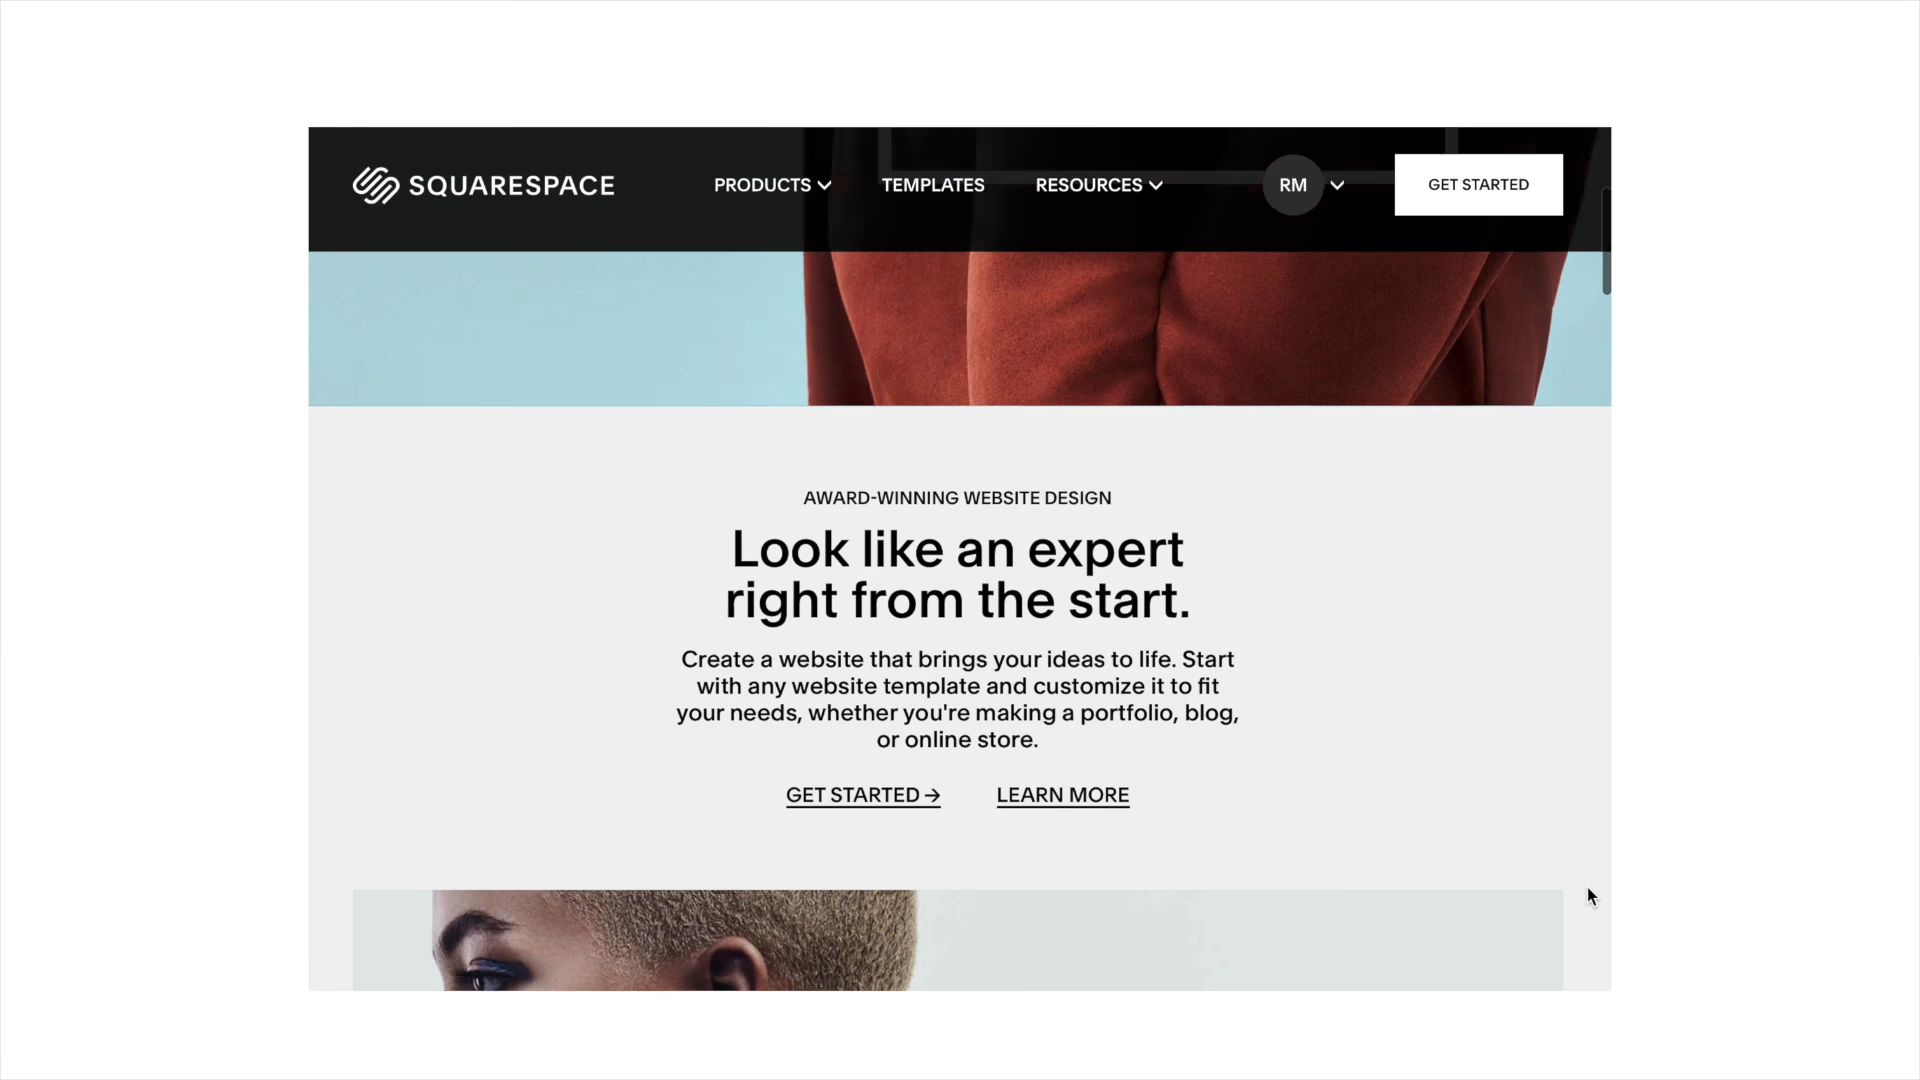 SQUARESPACE
PRODUCTS
TEMPLATES
RESOURCES
RM
GET STARTED
AWARD-WINNING WEBSITE DESIGN
Look like an expert
right from the start.
Create a website that brings your ideas to life. Start
with any website template and customize it to fit
your needs, whether you're making a portfolio, blog,
or online store.
GET STARTED →
LEARN MORE